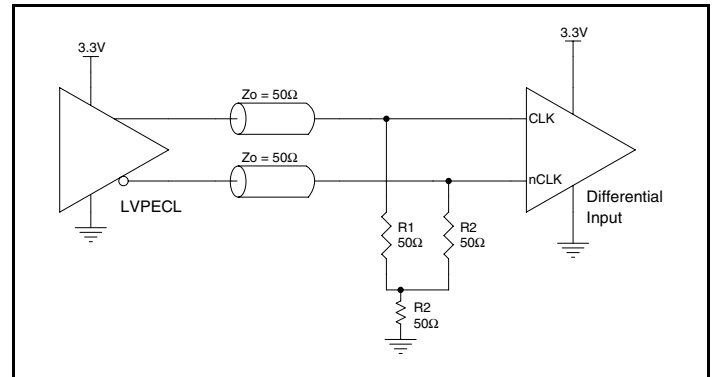 3.3V
3.3V
Zo = 50Ω
CLK
Zo = 50Ω
nCLK
LVPECL
Differential
Input
R1
50Ω
R2
50Ω
R2
50Ω